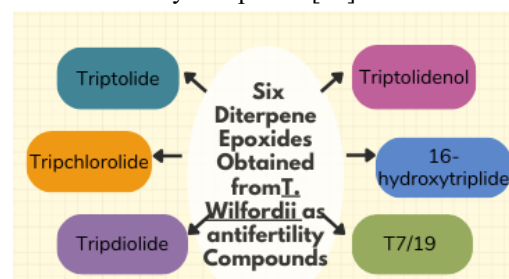 Triptolide
Tripchlorolide
Tripdiolide
Six
Diterpene
Epoxides
Obtained
fromT.
Wilfordii as
antifertility
Compounds
Triptolidenol
16-
hydroxytriplide
T7/19